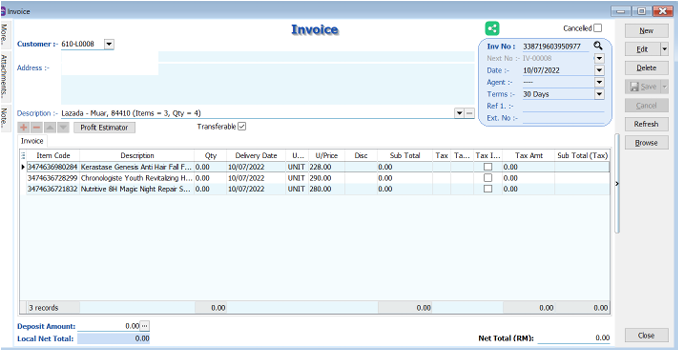 Invoice
More..
Attachments...
Note..
Invoice
Cancelled
Customer :- 610-L0008
Address :-
Inv No : 338719603950977
Next No : IV-00008
Date :- 10/07/2022
Agent :- ----
Terms :- 30 Days
Ref 1. :-
Ext. No :-
Description :- Lazada - Muar, 84410 (Items = 3, Qty = 4)
Profit Estimator
Transferable
Invoice
Item Code Description Qty Delivery Date U... U/Price Disc Sub Total Tax Ta... Tax I... Tax Amt Sub Total (Tax)
3474636980284 Kerastase Genesis Anti Hair Fall F... 0.00 10/07/2022 UNIT 228.00 0.00 0.00
3474636728299 Chronologiste Youth Revitalizing H... 0.00 10/07/2022 UNIT 290.00 0.00 0.00
3474636721832 Nutritive 8H Magic Night Repair S... 0.00 10/07/2022 UNIT 280.00 0.00 0.00
3 records 0.00 0.00 0.00 0.00
Deposit Amount: 0.00 ...
Local Net Total: 0.00
Net Total (RM): 0.00
New
Edit
Delete
Save
Cancel
Refresh
Browse
Close